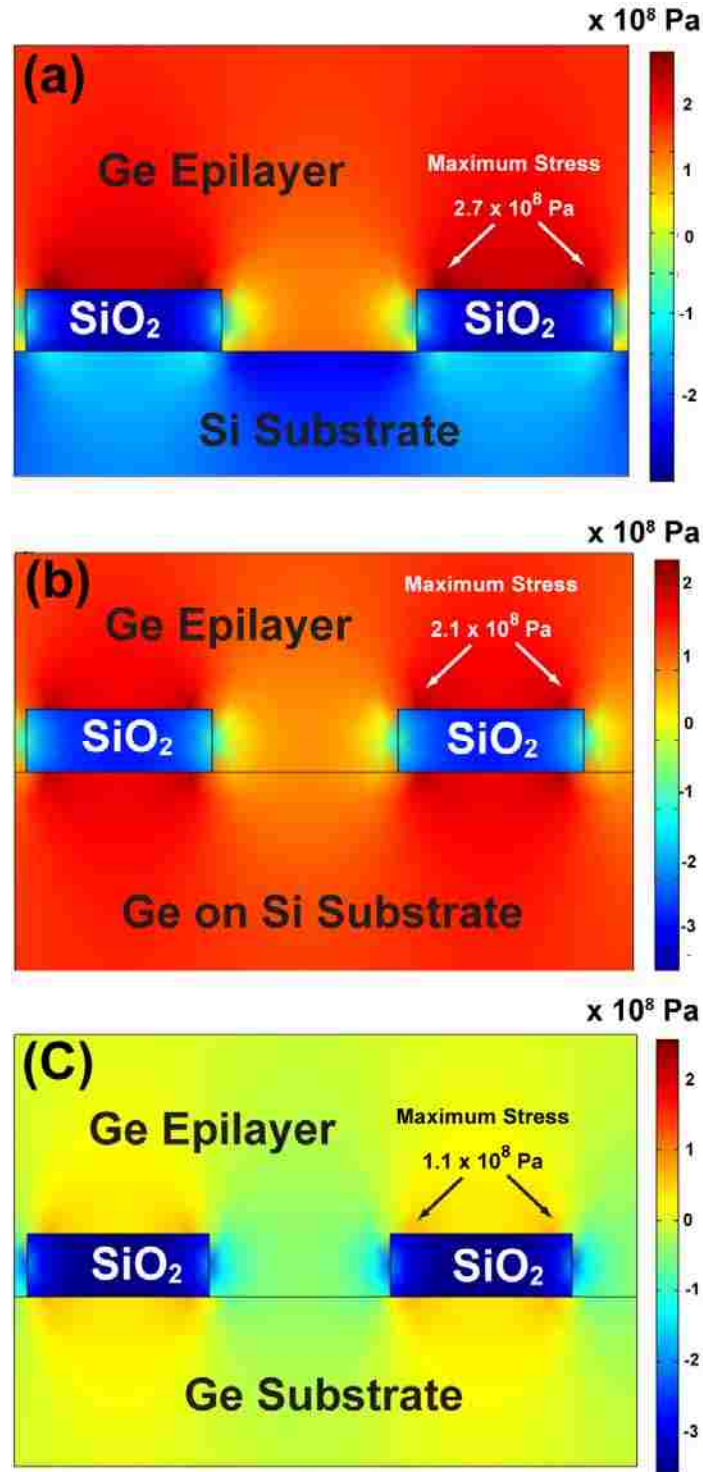 x 10⁸ Pa
(a)
2
Ge Epilayer
Maximum Stress
1
2.7 x 10⁸ Pa
0
SiO₂
SiO₂
-1
-2
Si Substrate
x 10⁸ Pa
(b)
2
Ge Epilayer
Maximum Stress
1
2.1 x 10⁸ Pa
0
SiO₂
SiO₂
-1
-2
Ge on Si Substrate
-3
x 10⁸ Pa
(C)
2
Ge Epilayer
Maximum Stress
1
1.1 x 10⁸ Pa
0
SiO₂
SiO₂
-1
Ge Substrate
-2
-3